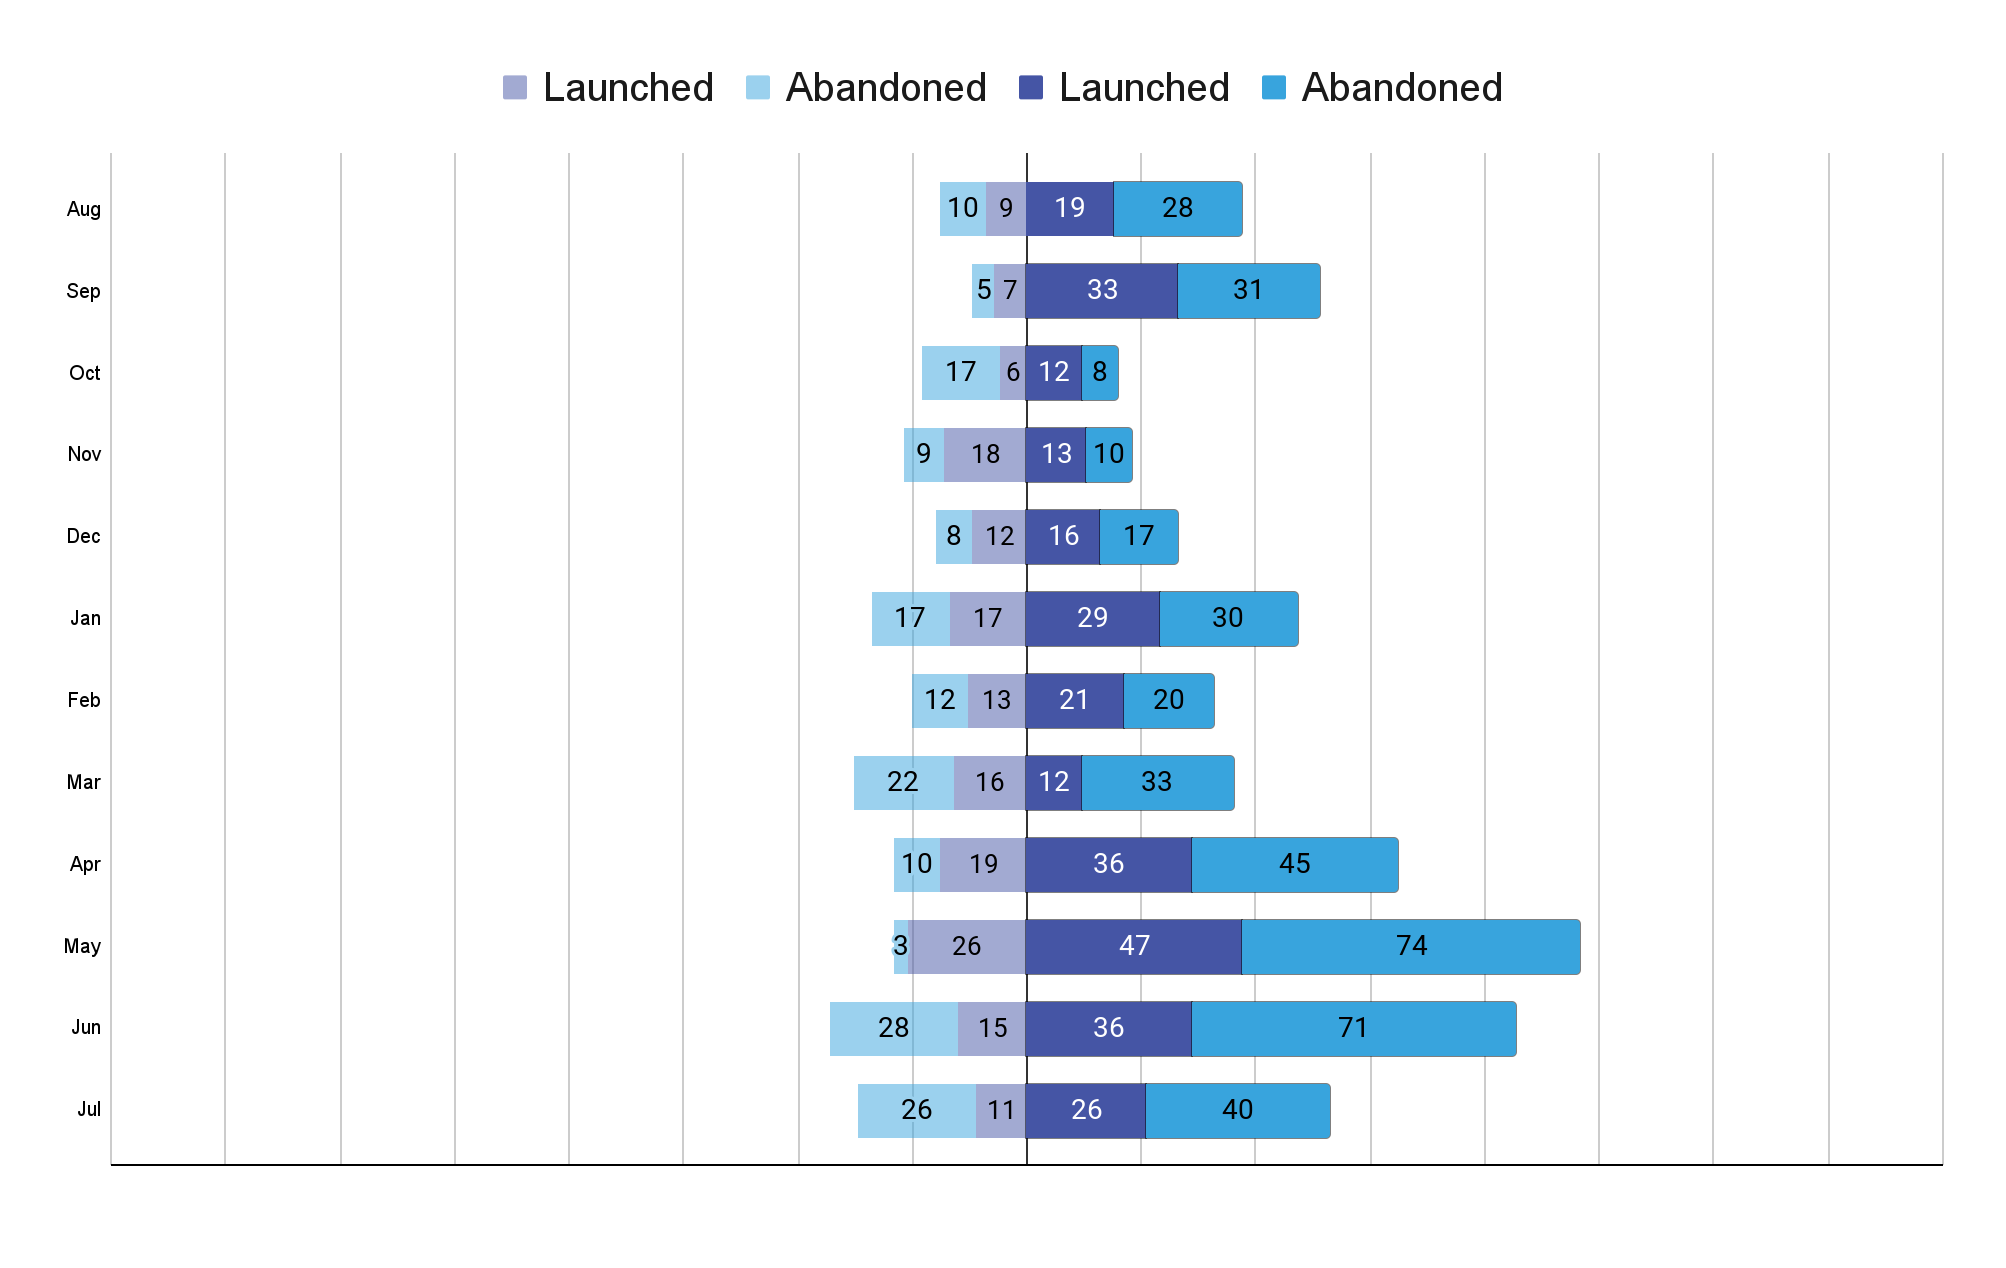 Launched Abandoned Launched Abandoned
Aug 10 9 19 28
Sep 5 7 33 31
Oct 17 6 12 8
Nov 9 18 13 10
Dec 8 12 16 17
Jan 17 17 29 30
Feb 12 13 21 20
Mar 22 16 12 33
Apr 10 19 36 45
May 3 26 47 74
Jun 28 15 36 71
Jul 26 11 26 40